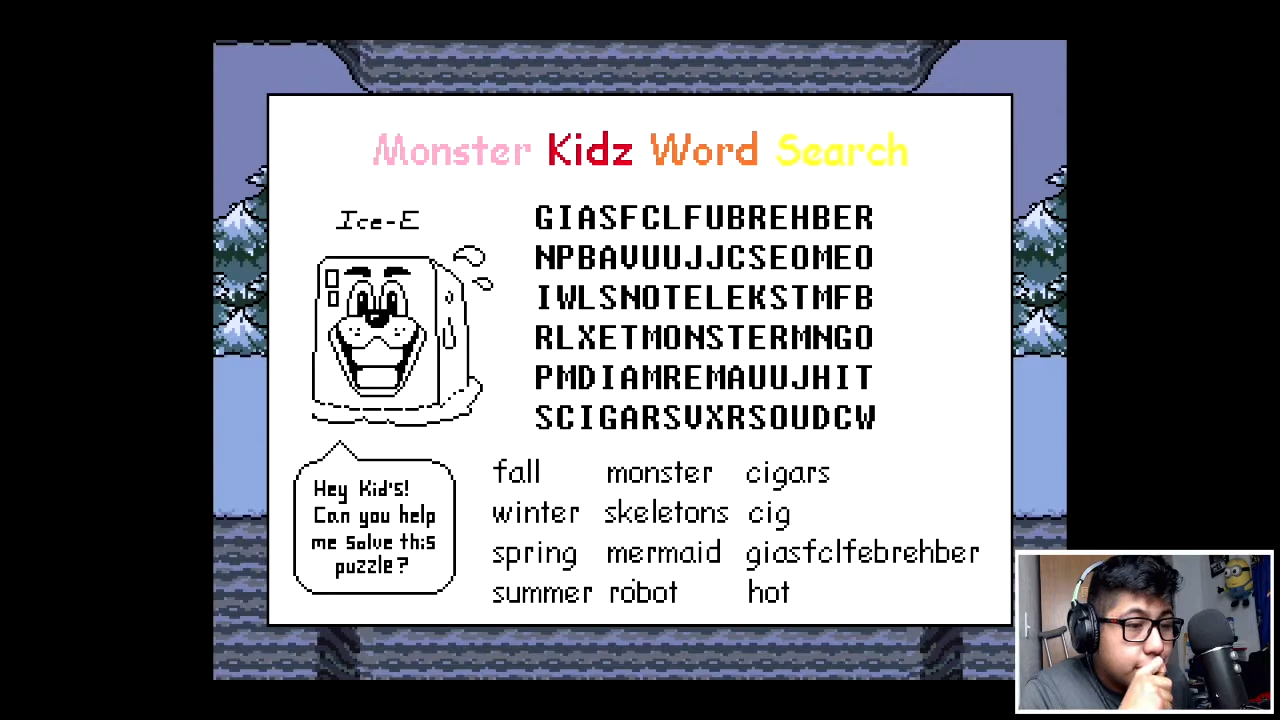 Monster Kidz Word Search
Ice-E
GIASFCLFUBREHBER
NPBAVUUJJCSEOMEO
IWLSNOTELEKSTMFB
RLXETMONSTERMNGO
PMDIAMREMAUUJHIT
SCIGARSVXRSOUDCW
Hey Kid's!
Can you help
me solve this
puzzle?
fall monster cigars
winter skeletons cig
spring mermaid giasfclfebrehber
summer robot hot